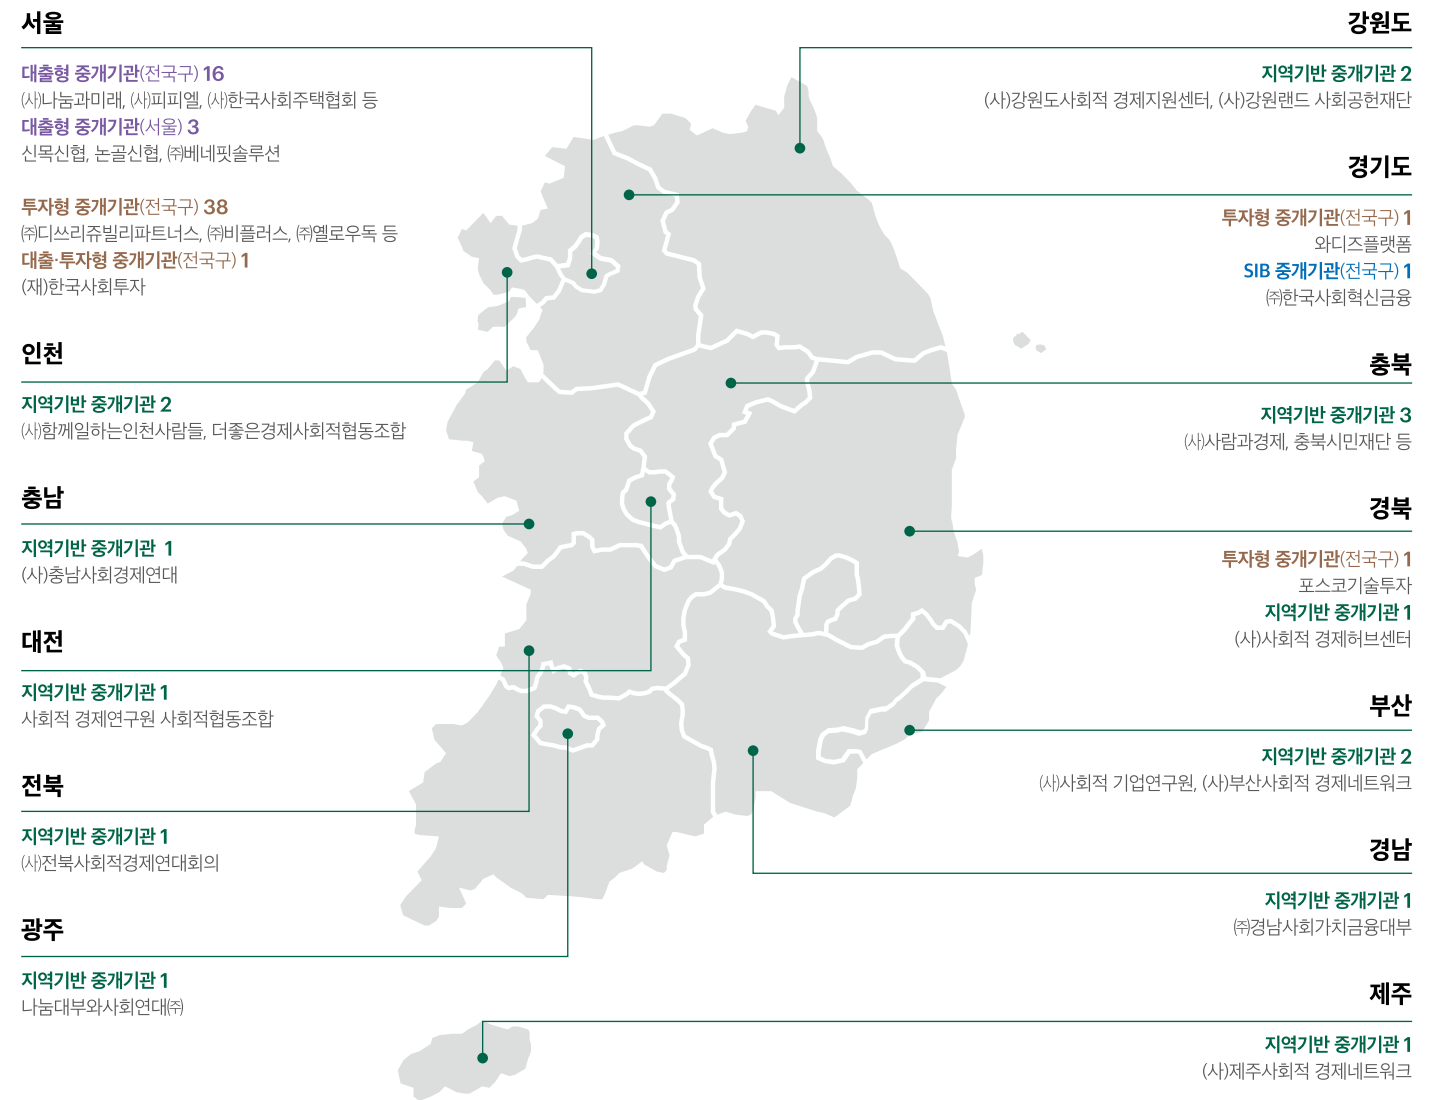 서울
대출형 중개기관(전국구) 16
㈔나눔과미래, ㈔피피엘, ㈔한국사회주택협회 등
대출형 중개기관(서울) 3
신목신협, 논골신협, ㈜베네핏솔루션
투자형 중개기관(전국구) 38
㈜디쓰리쥬빌리파트너스, ㈜비플러스, ㈜옐로우독 등
대출·투자형 중개기관(전국구) 1
(재)한국사회투자
인천
지역기반 중개기관 2
㈔함께일하는인천사람들, 더좋은경제사회적협동조합
충남
지역기반 중개기관 1
(사)충남사회경제연대
대전
지역기반 중개기관 1
사회적 경제연구원 사회적협동조합
전북
지역기반 중개기관 1
㈔전북사회적경제연대회의
광주
지역기반 중개기관 1
나눔대부와사회연대㈜
강원도
지역기반 중개기관 2
(사)강원도사회적 경제지원센터, (사)강원랜드 사회공헌재단
경기도
투자형 중개기관(전국구) 1
와디즈플랫폼
SIB 중개기관(전국구) 1
㈜한국사회혁신금융
충북
지역기반 중개기관 3
㈔사람과경제, 충북시민재단 등
경북
투자형 중개기관(전국구) 1
포스코기술투자
지역기반 중개기관 1
(사)사회적 경제허브센터
부산
지역기반 중개기관 2
㈔사회적 기업연구원, (사)부산사회적 경제네트워크
경남
지역기반 중개기관 1
㈜경남사회가치금융대부
제주
지역기반 중개기관 1
(사)제주사회적 경제네트워크